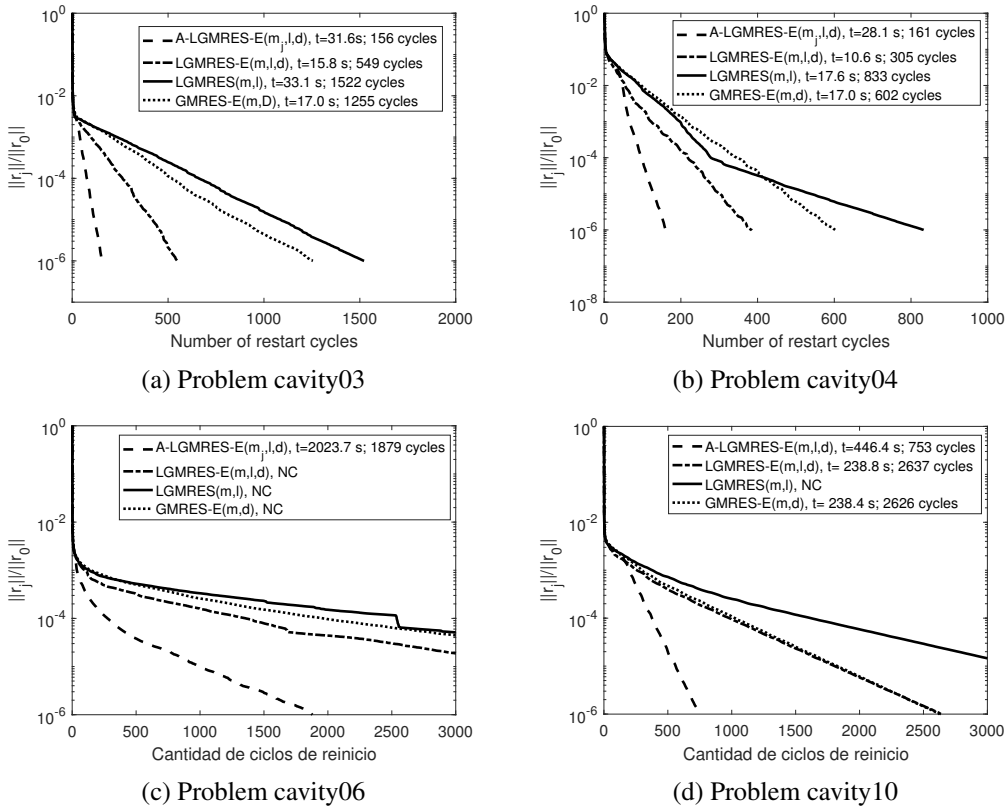 10^0
10^-2
10^-4
10^-6
||r_j||/||r_0||
A-LGMRES-E(m_j,l,d), t=31.6s; 156 cycles
LGMRES-E(m,l,d), t=15.8 s; 549 cycles
LGMRES(m,l), t=33.1 s; 1522 cycles
GMRES-E(m,D), t=17.0 s; 1255 cycles
0 500 1000 1500 2000
Number of restart cycles
(a) Problem cavity03
10^0
10^-2
10^-4
10^-6
10^-8
||r_j||/||r_0||
A-LGMRES-E(m_j,l,d), t=28.1 s; 161 cycles
LGMRES-E(m,l,d), t=10.6 s; 305 cycles
LGMRES(m,l), t=17.6 s; 833 cycles
GMRES-E(m,d), t=17.0 s; 602 cycles
0 200 400 600 800 1000
Number of restart cycles
(b) Problem cavity04
10^0
10^-2
10^-4
10^-6
||r_j||/||r_0||
A-LGMRES-E(m_j,l,d), t=2023.7 s; 1879 cycles
LGMRES-E(m,l,d), NC
LGMRES(m,l), NC
GMRES-E(m,d), NC
0 500 1000 1500 2000 2500 3000
Cantidad de ciclos de reinicio
(c) Problem cavity06
10^0
10^-2
10^-4
10^-6
||r_j||/||r_0||
A-LGMRES-E(m_j,l,d), t=446.4 s; 753 cycles
LGMRES-E(m,l,d), t= 238.8 s; 2637 cycles
LGMRES(m,l), NC
GMRES-E(m,d), t= 238.4 s; 2626 cycles
0 500 1000 1500 2000 2500 3000
Cantidad de ciclos de reinicio
(d) Problem cavity10